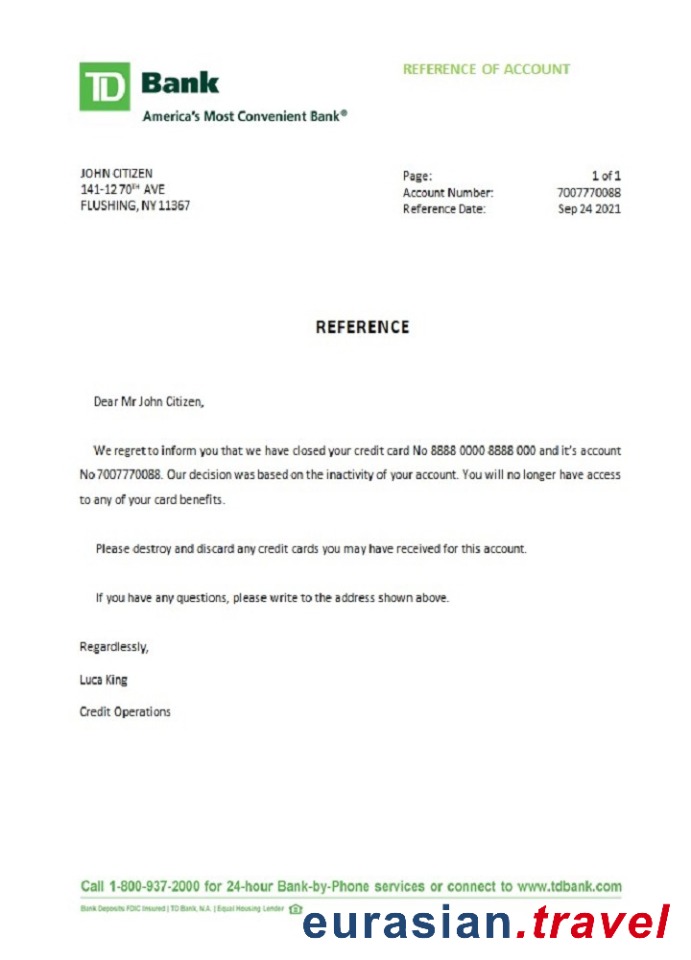 TD Bank
America's Most Convenient Bank®
REFERENCE OF ACCOUNT
JOHN CITIZEN
141-12 70TH AVE
FLUSHING, NY 11367
Page: 1 of 1
Account Number: 7007770088
Reference Date: Sep 24 2021
REFERENCE
Dear Mr John Citizen,
We regret to inform you that we have closed your credit card No 8888 0000 8888 000 and it's account
No 7007770088. Our decision was based on the inactivity of your account. You will no longer have access
to any of your card benefits.
Please destroy and discard any credit cards you may have received for this account.
If you have any questions, please write to the address shown above.
Regardlessly,
Luca King
Credit Operations
Call 1-800-937-2000 for 24-hour Bank-by-Phone services or connect to www.tdbank.com
Bank Deposits FDIC Insured | TD Bank, N.A. | Equal Housing Lender
eurasian.travel